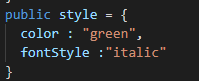 public style = {
  color : "green",
  fontStyle :"italic"
}